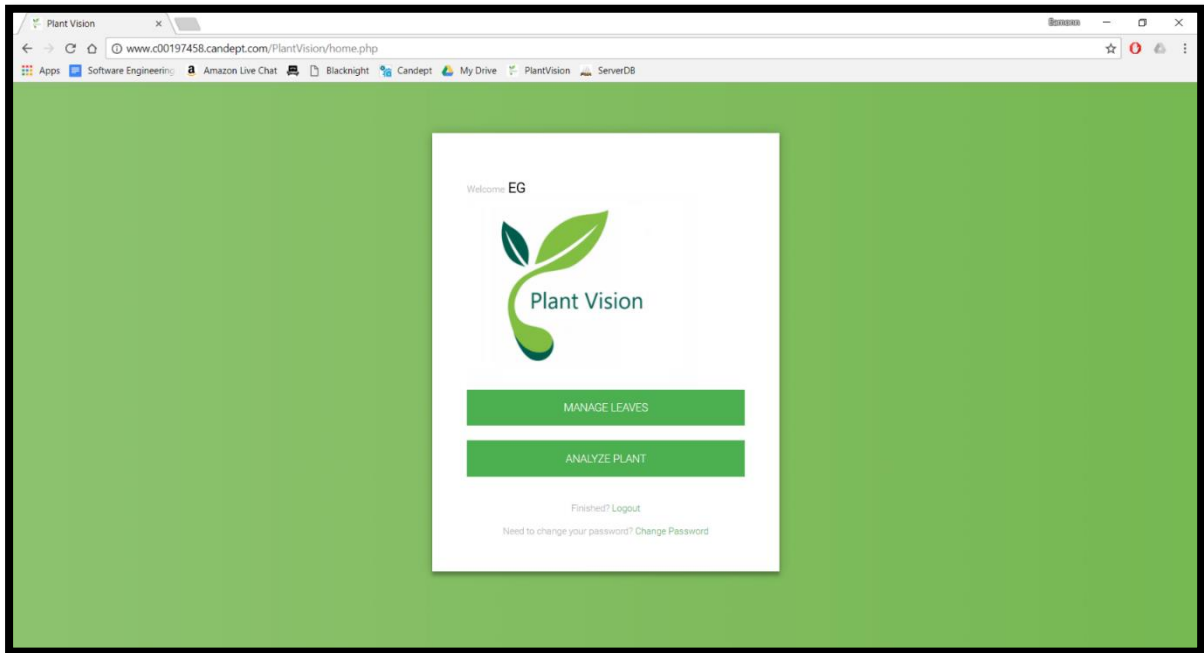 Plant Vision
www.c00197458.candept.com/PlantVision/home.php
Apps Software Engineering Amazon Live Chat Blacknight Candept My Drive PlantVision ServerDB
Welcome EG
Plant Vision
MANAGE LEAVES
ANALYZE PLANT
Finished? Logout
Need to change your password? Change Password